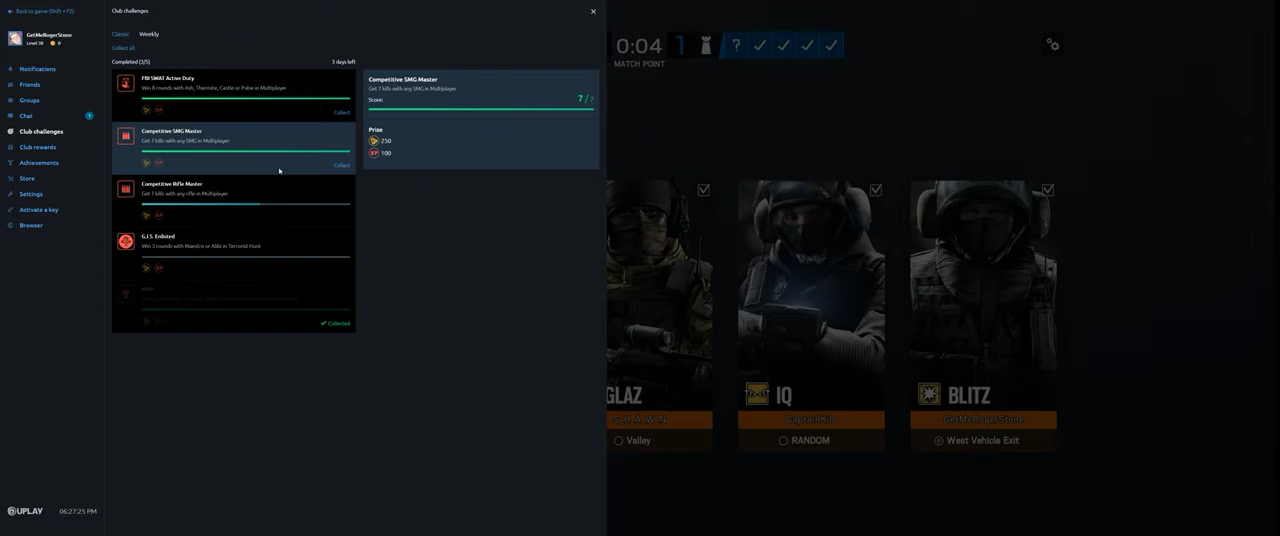 Back to game (Shift + F2)
GetMeRogerStone
Level 38 0
Notifications
Friends
Groups
Chat 1
Club challenges
Club rewards
Achievements
Store
Settings
Activate a key
Browser
UPLAY 06:27:25 PM
Club challenges
Classic Weekly
Collect all
Completed (3/5) 3 days left
FBI SWAT Active Duty
Win 8 rounds with Ash, Thermite, Castle or Pulse in Multiplayer
Collect
Competitive SMG Master
Get 7 kills with any SMG in Multiplayer
Collect
Competitive Rifle Master
Get 7 kills with any rifle in Multiplayer
G.I.S. Enlisted
Win 3 rounds with Maestro or Alibi in Terrorist Hunt.
Collected
Competitive SMG Master
Get 7 kills with any SMG in Multiplayer
Score: 7 / 7
Prize
250
XP 100
0:04 1 ?
MATCH POINT
GLAZ
S_H_A_W_N
Valley
IQ
CaptainKilo
RANDOM
BLITZ
GetMeRogerStone
West Vehicle Exit